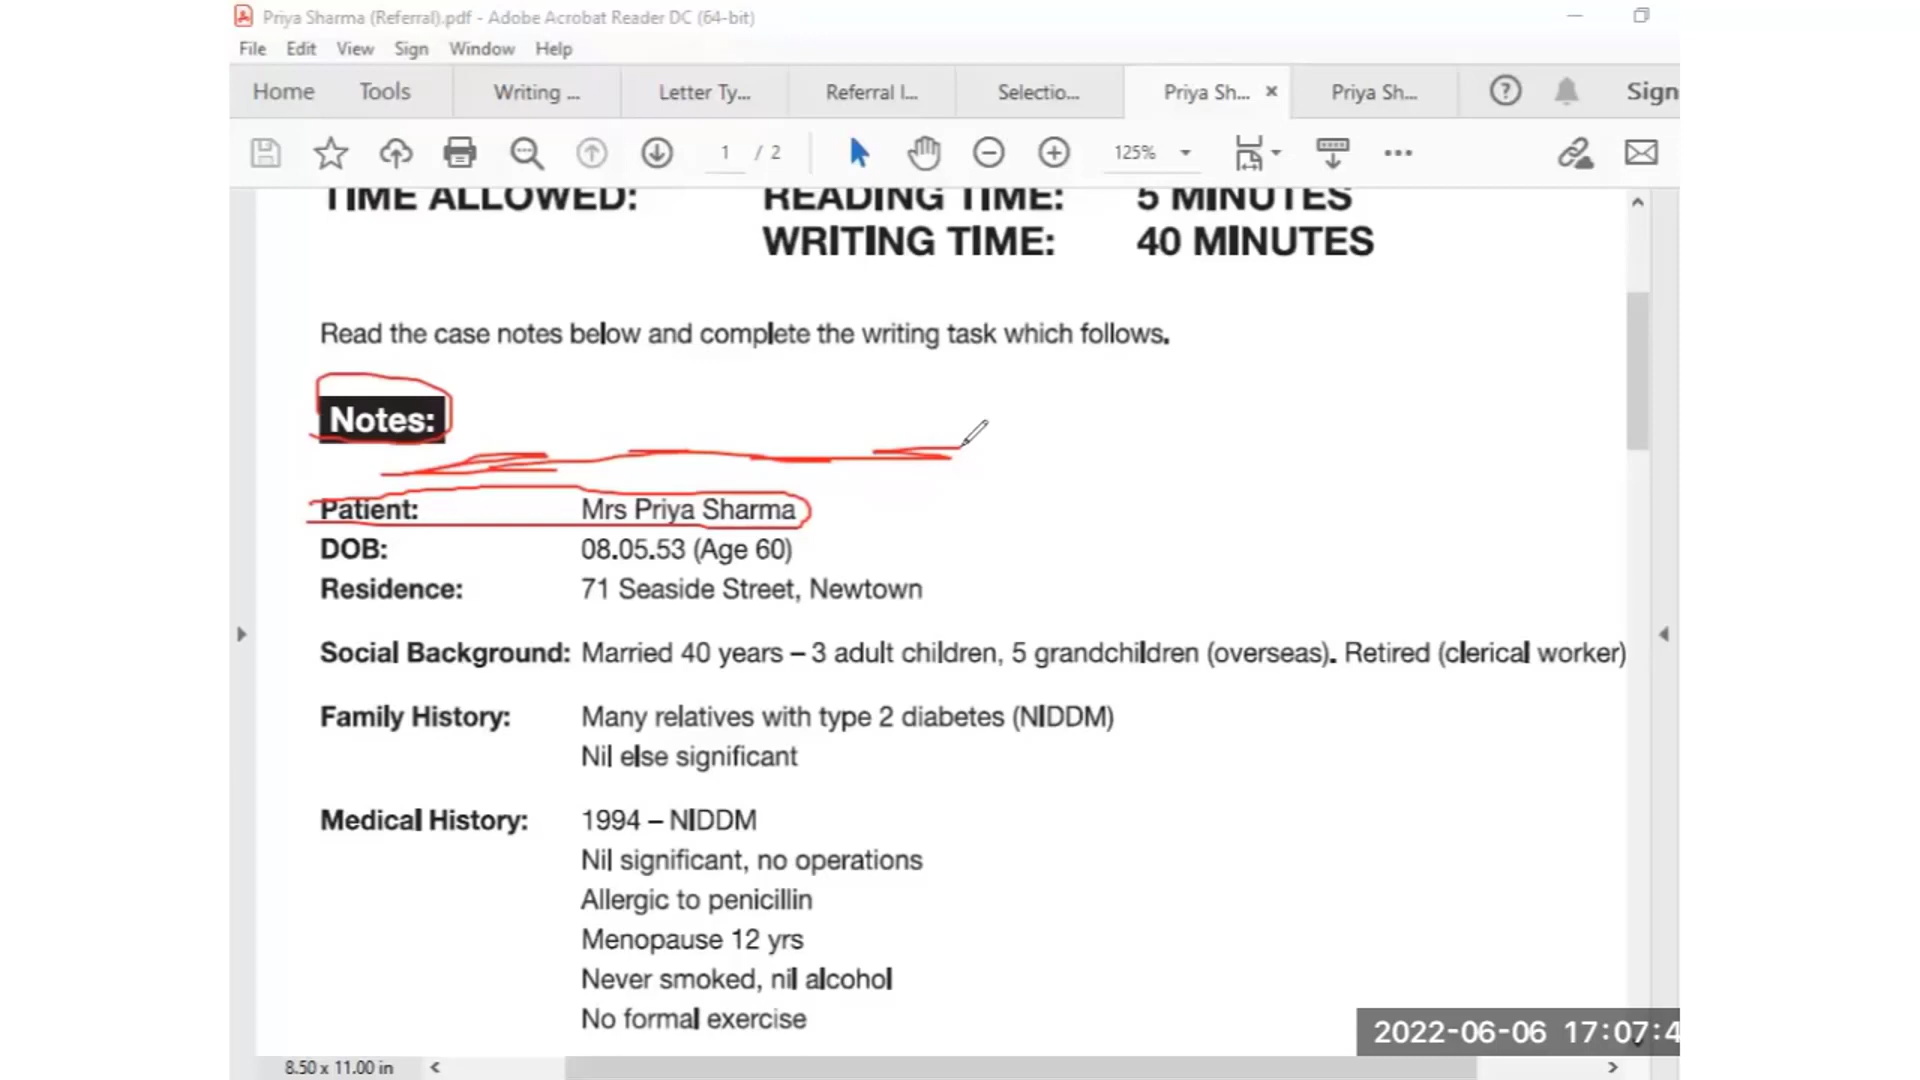 Priya Sharma (Referral).pdf - Adobe Acrobat Reader DC (64-bit)
File Edit View Sign Window Help
Home Tools Writing ... Letter Ty... Referral l... Selectio... Priya Sh... × Priya Sh... Sign
1 / 2 125%
TIME ALLOWED: READING TIME: 5 MINUTES
WRITING TIME: 40 MINUTES
Read the case notes below and complete the writing task which follows.
Notes:
Patient: Mrs Priya Sharma
DOB: 08.05.53 (Age 60)
Residence: 71 Seaside Street, Newtown
Social Background: Married 40 years – 3 adult children, 5 grandchildren (overseas). Retired (clerical worker)
Family History: Many relatives with type 2 diabetes (NIDDM)
Nil else significant
Medical History: 1994 – NIDDM
Nil significant, no operations
Allergic to penicillin
Menopause 12 yrs
Never smoked, nil alcohol
No formal exercise
2022-06-06 17:07:4
8.50 x 11.00 in